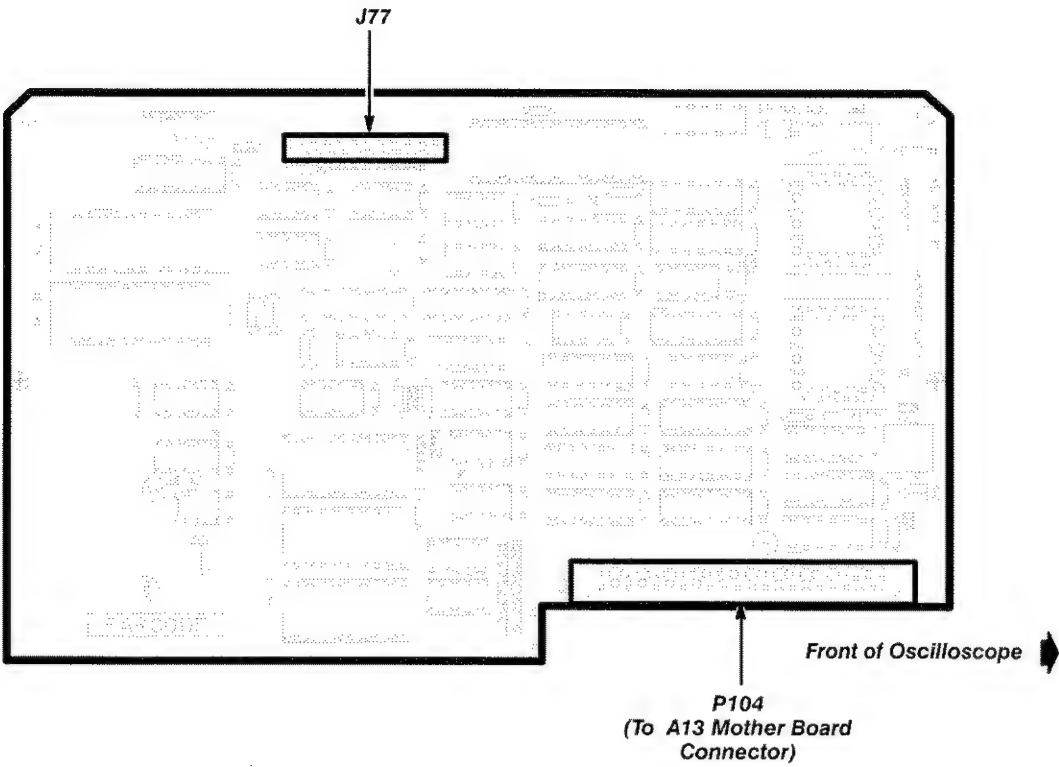 J77
Front of Oscilloscope
P104
(To A13 Mother Board
Connector)